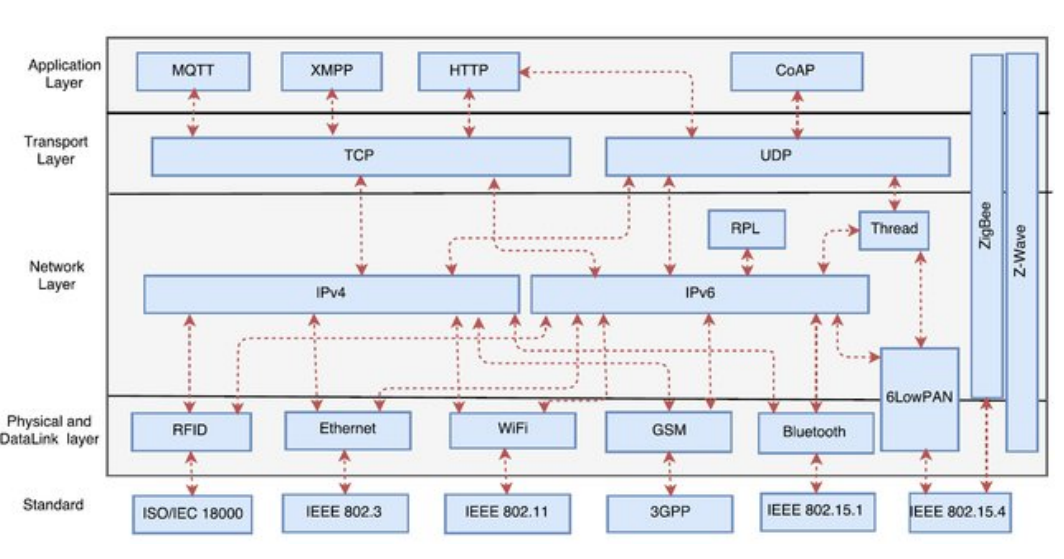 Application
Layer
MQTT
XMPP
HTTP
CoAP
Transport
Layer
TCP
UDP
Network
Layer
RPL
Thread
IPv4
IPv6
ZigBee
Z-Wave
6LowPAN
Physical and
DataLink layer
RFID
Ethernet
WiFi
GSM
Bluetooth
Standard
ISO/IEC 18000
IEEE 802.3
IEEE 802.11
3GPP
IEEE 802.15.1
IEEE 802.15.4